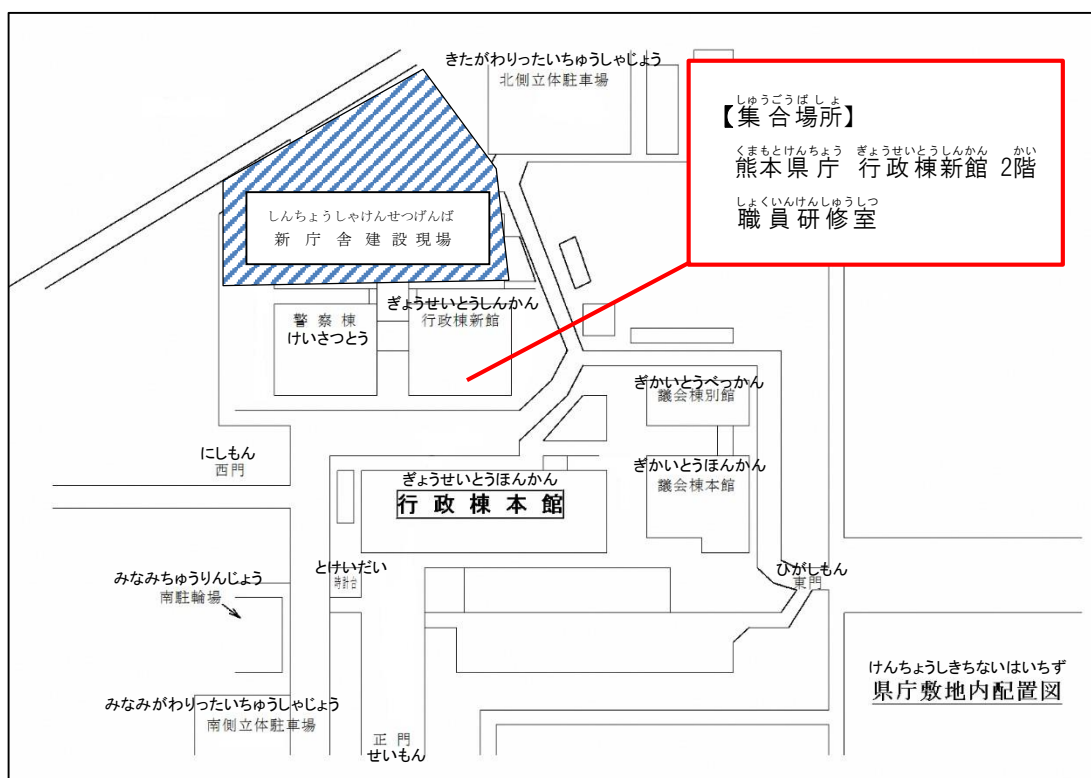 きたがわりったいちゅうしゃじょう
北側立体駐車場
しゅうごうばしょ
【集合場所】
くまもとけんちょう ぎょうせいとうしんかん かい
熊本県庁 行政棟新館 2階
しょくいんけんしゅうしつ
職員研修室
しんちょうしゃけんせつげんば
新庁舎建設現場
ぎょうせいとうしんかん
行政棟新館
警察棟
けいさつとう
ぎかいとうべっかん
議会棟別館
にしもん
西門
ぎょうせいとうほんかん
行政棟本館
ぎかいとうほんかん
議会棟本館
みなみちゅうりんじょう
南駐輪場
とけいだい
時計台
ひがしもん
東門
けんちょうしきちないはいちず
県庁敷地内配置図
みなみがわりったいちゅうしゃじょう
南側立体駐車場
正門
せいもん